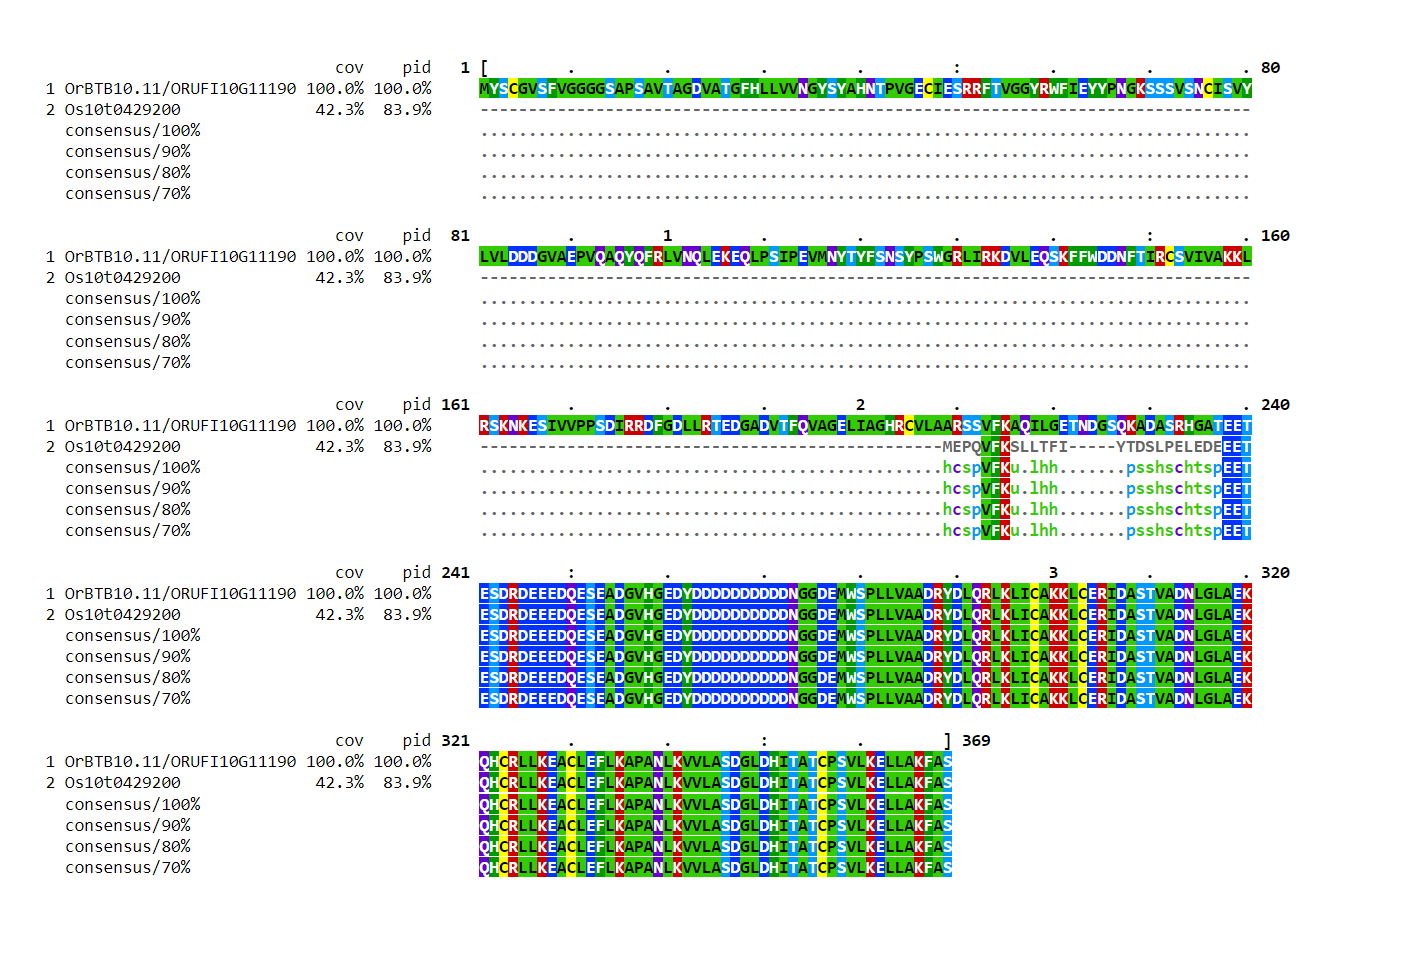 cov pid 1 [ . . . . : . . . 80
1 OrBTB10.11/ORUFI10G11190 100.0% 100.0% MYSCGVSFVGGGGSAPSAVTAGDVATGFHLLVVNGYSYAHNTPVGECIESRRFTVGGYRWFIEYYPNGKSSSVSNCISVY
2 Os10t0429200 42.3% 83.9% --------------------------------------------------------------------------------
consensus/100% ................................................................................
consensus/90% ................................................................................
consensus/80% ................................................................................
consensus/70% ................................................................................
cov pid 81 . 1 . . . . : . 160
1 OrBTB10.11/ORUFI10G11190 100.0% 100.0% LVLDDDGVAEPVQAQYQFRLVNQLEKEQLPSIPEVMNYTYFSNSYPSWGRLIRKDVLEQSKFFWDDNFTIRCSVIVAKKL
2 Os10t0429200 42.3% 83.9% --------------------------------------------------------------------------------
consensus/100% ................................................................................
consensus/90% ................................................................................
consensus/80% ................................................................................
consensus/70% ................................................................................
cov pid 161 . . . 2 . . . . 240
1 OrBTB10.11/ORUFI10G11190 100.0% 100.0% RSKNKESIVVPPSDIRRDFGDLLRTEDGADVTFQVAGELIAGHRCVLAARSSVFKAQILGETNDGSQKADASRHGATEET
2 Os10t0429200 42.3% 83.9% ------------------------------------------------MEPQVFKSLLTFI-----YTDSLPELEDEEET
consensus/100% ................................................hcspVFKu.lhh.......psshschtspEET
consensus/90% ................................................hcspVFKu.lhh.......psshschtspEET
consensus/80% ................................................hcspVFKu.lhh.......psshschtspEET
consensus/70% ................................................hcspVFKu.lhh.......psshschtspEET
cov pid 241 : . . . . 3 . . 320
1 OrBTB10.11/ORUFI10G11190 100.0% 100.0% ESDRDEEEDQESEADGVHGEDYDDDDDDDDDDNGGDEMWSPLLVAADRYDLQRLKLICAKKLCERIDASTVADNLGLAEK
2 Os10t0429200 42.3% 83.9% ESDRDEEEDQESEADGVHGEDYDDDDDDDDDDNGGDEMWSPLLVAADRYDLQRLKLICAKKLCERIDASTVADNLGLAEK
consensus/100% ESDRDEEEDQESEADGVHGEDYDDDDDDDDDDNGGDEMWSPLLVAADRYDLQRLKLICAKKLCERIDASTVADNLGLAEK
consensus/90% ESDRDEEEDQESEADGVHGEDYDDDDDDDDDDNGGDEMWSPLLVAADRYDLQRLKLICAKKLCERIDASTVADNLGLAEK
consensus/80% ESDRDEEEDQESEADGVHGEDYDDDDDDDDDDNGGDEMWSPLLVAADRYDLQRLKLICAKKLCERIDASTVADNLGLAEK
consensus/70% ESDRDEEEDQESEADGVHGEDYDDDDDDDDDDNGGDEMWSPLLVAADRYDLQRLKLICAKKLCERIDASTVADNLGLAEK
cov pid 321 . . : . ] 369
1 OrBTB10.11/ORUFI10G11190 100.0% 100.0% QHCRLLKEACLEFLKAPANLKVVLASDGLDHITATCPSVLKELLAKFAS
2 Os10t0429200 42.3% 83.9% QHCRLLKEACLEFLKAPANLKVVLASDGLDHITATCPSVLKELLAKFAS
consensus/100% QHCRLLKEACLEFLKAPANLKVVLASDGLDHITATCPSVLKELLAKFAS
consensus/90% QHCRLLKEACLEFLKAPANLKVVLASDGLDHITATCPSVLKELLAKFAS
consensus/80% QHCRLLKEACLEFLKAPANLKVVLASDGLDHITATCPSVLKELLAKFAS
consensus/70% QHCRLLKEACLEFLKAPANLKVVLASDGLDHITATCPSVLKELLAKFAS